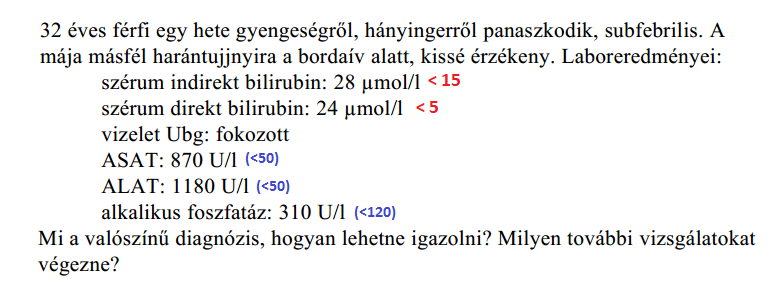 32 éves férfi egy hete gyengeségről, hányingerről panaszkodik, subfebrilis. A
mája másfél harántujjnyira a bordaív alatt, kissé érzékeny. Laboreredményei:
szérum indirekt bilirubin: 28 µmol/l < 15
szérum direkt bilirubin: 24 µmol/l < 5
vizelet Ubg: fokozott
ASAT: 870 U/l (<50)
ALAT: 1180 U/l (<50)
alkalikus foszfatáz: 310 U/l (<120)
Mi a valószínű diagnózis, hogyan lehetne igazolni? Milyen további vizsgálatokat
végezne?